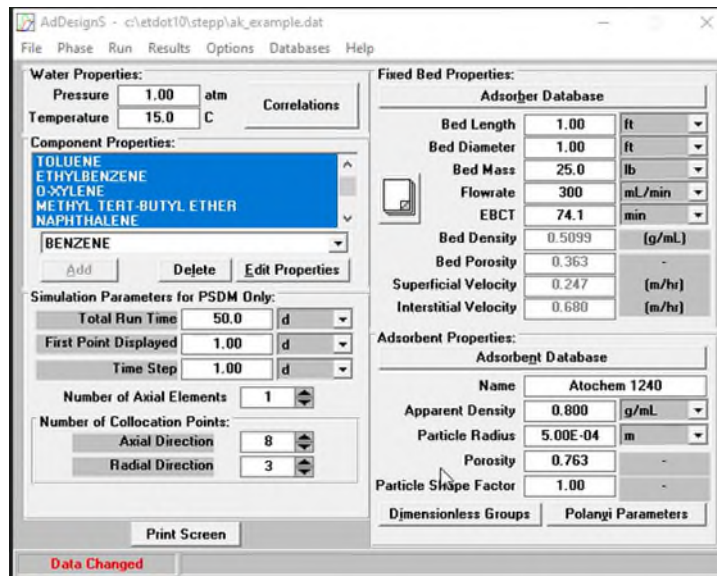 AdDesignS - c:\etdot10\stepp\ak_example.dat
File Phase Run Results Options Databases Help
Water Properties:
Pressure 1.00 atm
Temperature 15.0 C
Correlations
Component Properties:
TOLUENE
ETHYLBENZENE
O-XYLENE
METHYL TERT-BUTYL ETHER
NAPHTHALENE
BENZENE
Add Delete Edit Properties
Simulation Parameters for PSDM Only:
Total Run Time 50.0 d
First Point Displayed 1.00 d
Time Step 1.00 d
Number of Axial Elements 1
Number of Collocation Points:
Axial Direction 8
Radial Direction 3
Print Screen
Fixed Bed Properties:
Adsorber Database
Bed Length 1.00 ft
Bed Diameter 1.00 ft
Bed Mass 25.0 lb
Flowrate 300 mL/min
EBCT 74.1 min
Bed Density 0.5099 (g/mL)
Bed Porosity 0.363 -
Superficial Velocity 0.247 (m/hr)
Interstitial Velocity 0.680 (m/hr)
Adsorbent Properties:
Adsorbent Database
Name Atochem 1240
Apparent Density 0.800 g/mL
Particle Radius 5.00E-04 m
Porosity 0.763 -
Particle Shape Factor 1.00 -
Dimensionless Groups Polanyi Parameters
Data Changed